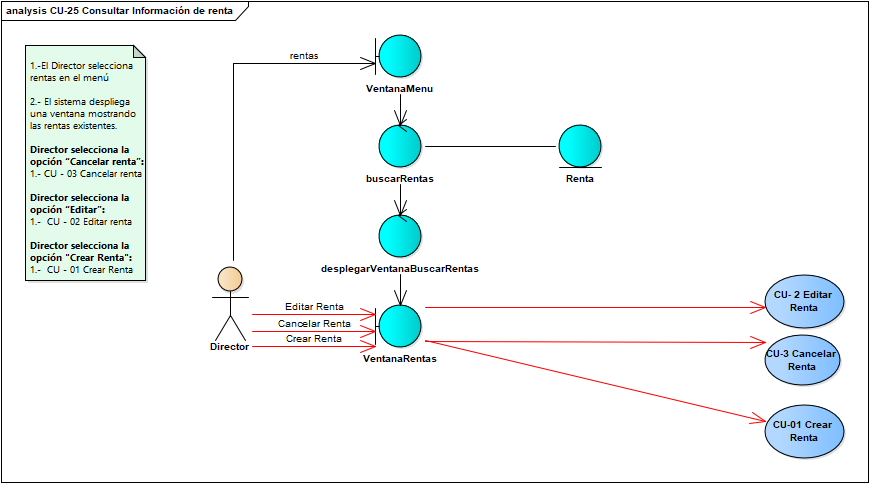 analysis CU-25 Consultar Información de renta
1.-El Director selecciona
rentas en el menú
2.- El sistema despliega
una ventana mostrando
las rentas existentes.
Director selecciona la
opción "Cancelar renta":
1.- CU - 03 Cancelar renta
Director selecciona la
opción "Editar":
1.-  CU - 02 Editar renta
Director selecciona la
opción "Crear Renta":
1.-  CU - 01 Crear Renta
rentas
VentanaMenu
buscarRentas
Renta
desplegarVentanaBuscarRentas
Director
Editar Renta
Cancelar Renta
Crear Renta
VentanaRentas
CU- 2 Editar
Renta
CU-3 Cancelar
Renta
CU-01 Crear
Renta